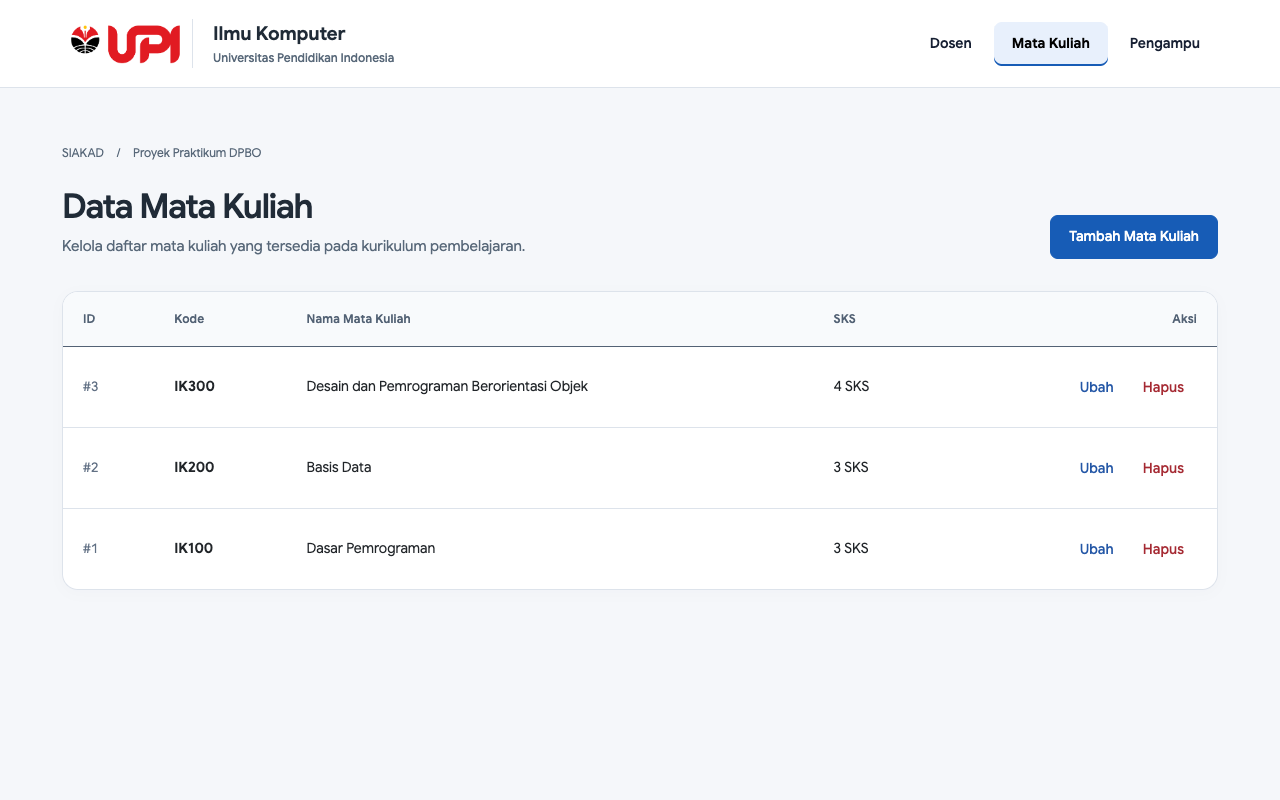 UPI
Ilmu Komputer
Universitas Pendidikan Indonesia
Dosen
Mata Kuliah
Pengampu
SIAKAD / Proyek Praktikum DPBO
Data Mata Kuliah
Kelola daftar mata kuliah yang tersedia pada kurikulum pembelajaran.
Tambah Mata Kuliah
ID Kode Nama Mata Kuliah SKS Aksi
#3 IK300 Desain dan Pemrograman Berorientasi Objek 4 SKS Ubah Hapus
#2 IK200 Basis Data 3 SKS Ubah Hapus
#1 IK100 Dasar Pemrograman 3 SKS Ubah Hapus